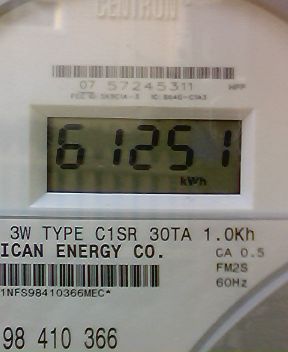 CENTRON
07 57245311
61251
kWh
3W TYPE C1SR 30TA 1.0Kh
ICAN ENERGY CO.
CA 0.5
FM2S
60Hz
1NFS98410366MEC*
98 410 366